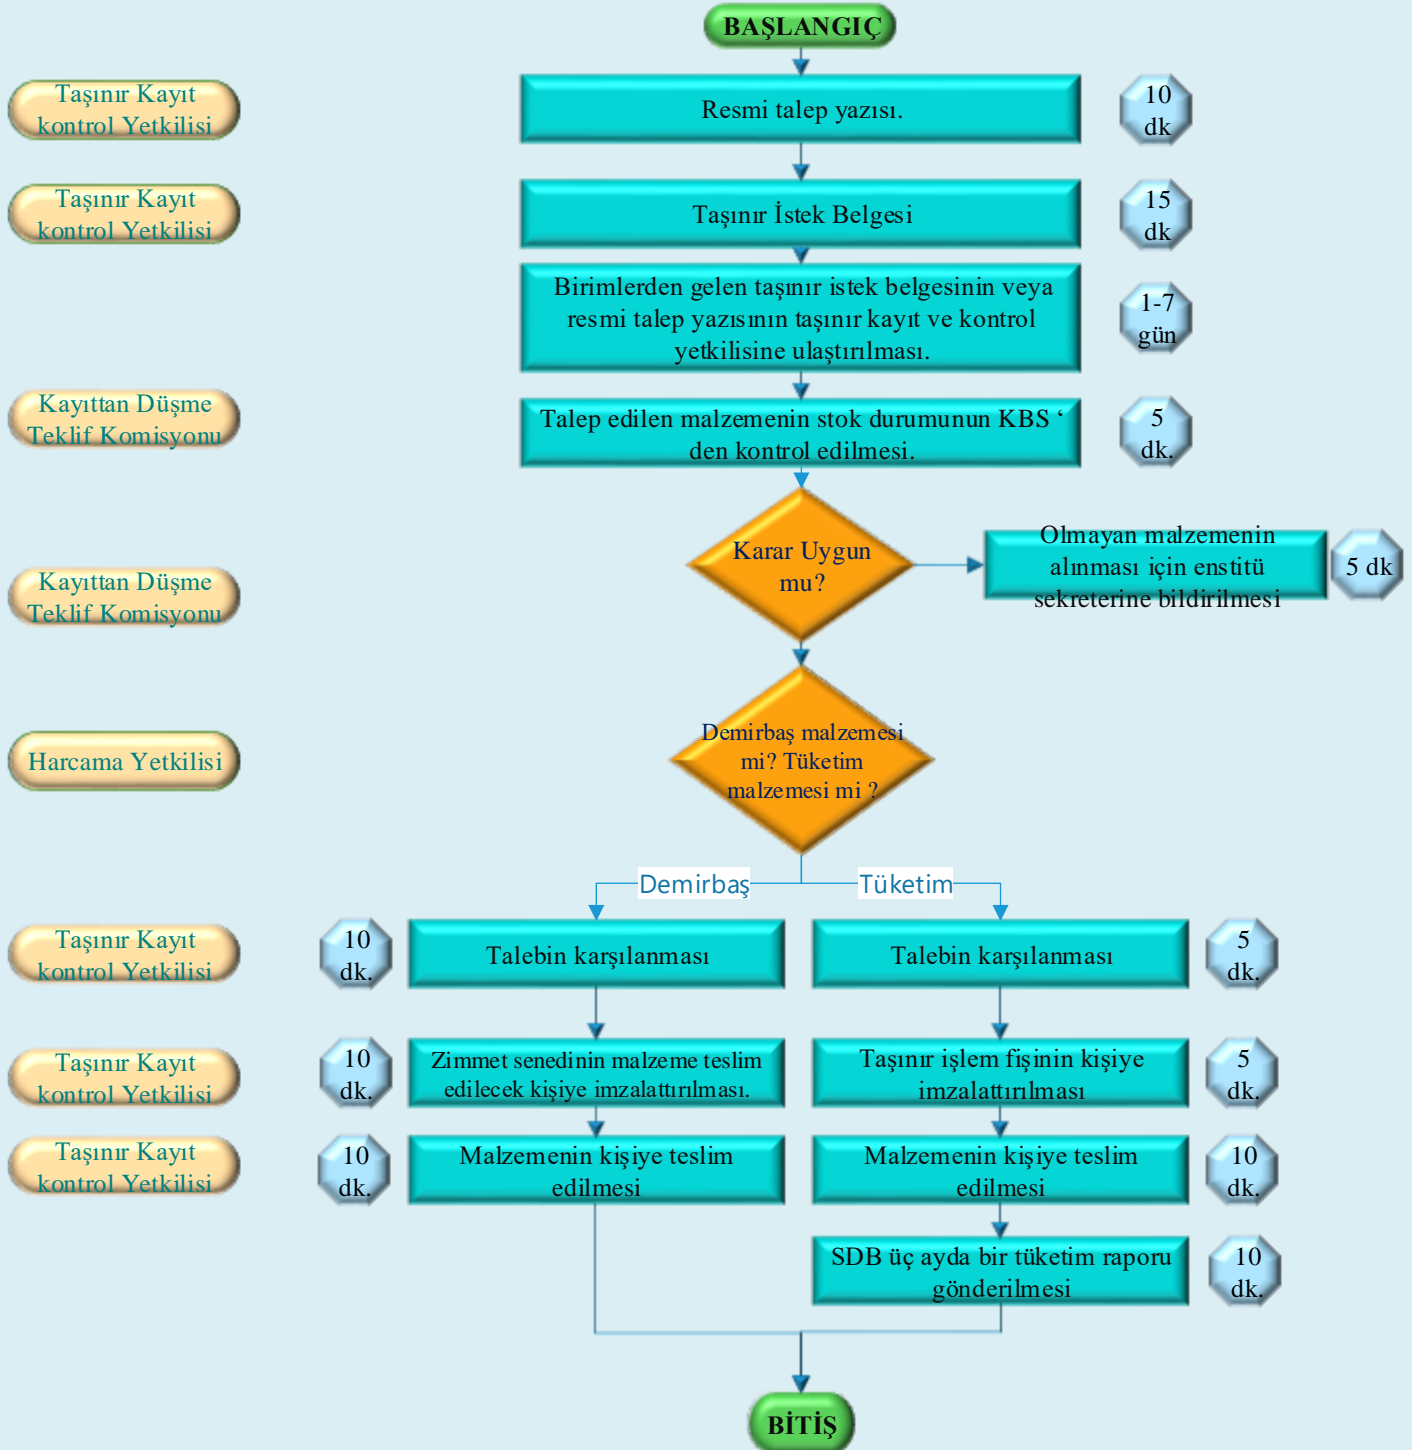 BAŞLANGIÇ
Taşınır Kayıt
kontrol Yetkilisi
Resmi talep yazısı.
10
dk
Taşınır Kayıt
kontrol Yetkilisi
Taşınır İstek Belgesi
15
dk
Birimlerden gelen taşınır istek belgesinin veya
resmi talep yazısının taşınır kayıt ve kontrol
yetkilisine ulaştırılması.
1-7
gün
Kayıttan Düşme
Teklif Komisyonu
Talep edilen malzemenin stok durumunun KBS ‘
den kontrol edilmesi.
5
dk.
Kayıttan Düşme
Teklif Komisyonu
Karar Uygun
mu?
Olmayan malzemenin
alınması için enstitü
sekreterine bildirilmesi
5 dk
Harcama Yetkilisi
Demirbaş malzemesi
mi? Tüketim
malzemesi mi ?
Demirbaş
Tüketim
Taşınır Kayıt
kontrol Yetkilisi
10
dk.
Talebin karşılanması
Talebin karşılanması
5
dk.
Taşınır Kayıt
kontrol Yetkilisi
10
dk.
Zimmet senedinin malzeme teslim
edilecek kişiye imzalattırılması.
Taşınır işlem fişinin kişiye
imzalattırılması
5
dk.
Taşınır Kayıt
kontrol Yetkilisi
10
dk.
Malzemenin kişiye teslim
edilmesi
Malzemenin kişiye teslim
edilmesi
10
dk.
SDB üç ayda bir tüketim raporu
gönderilmesi
10
dk.
BİTİŞ